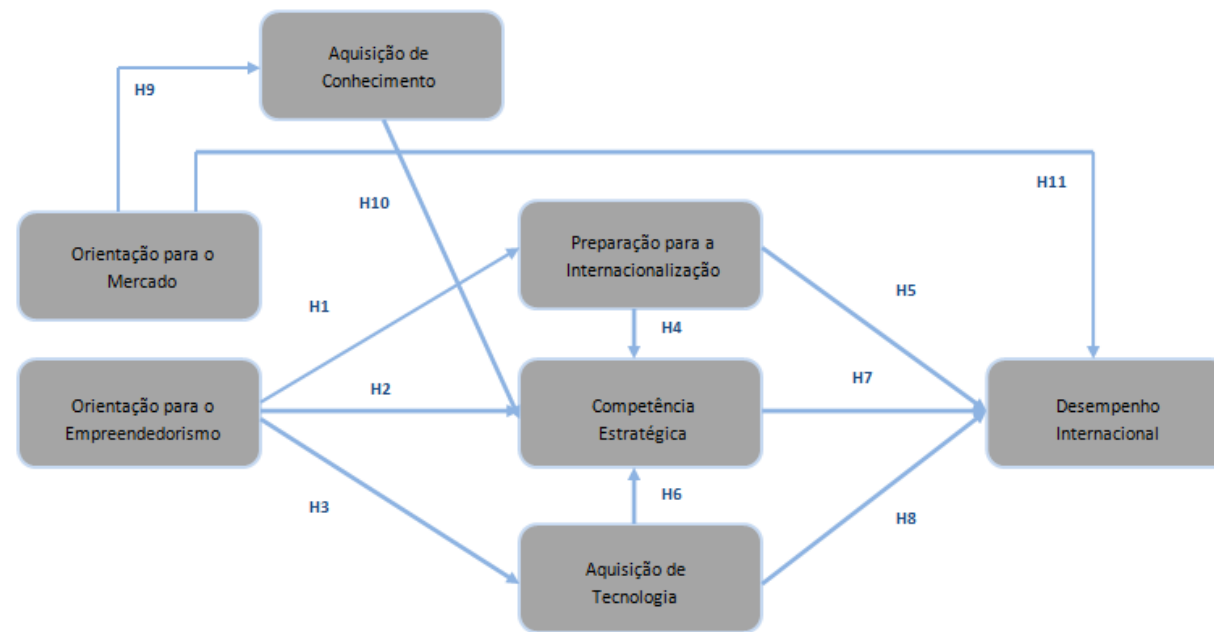 Aquisição de
Conhecimento
H9
H11
H10
Orientação para o
Mercado
Preparação para a
Internacionalização
H1
H5
H4
H2
H7
Orientação para o
Empreendedorismo
Competência
Estratégica
Desempenho
Internacional
H3
H6
H8
Aquisição de
Tecnologia